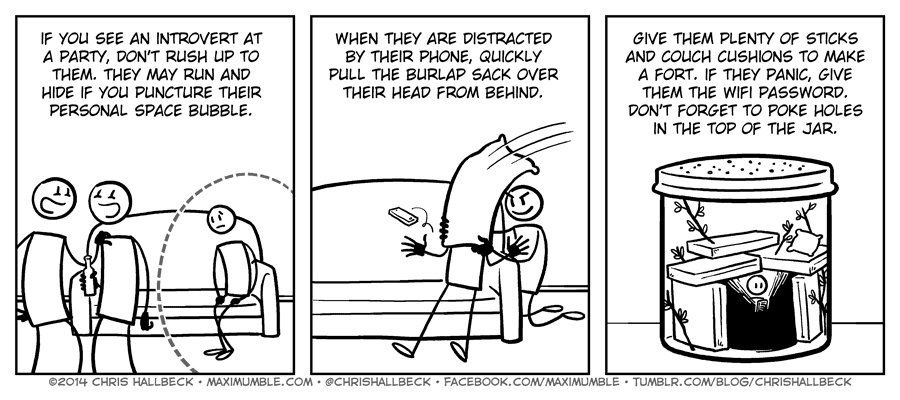 IF YOU SEE AN INTROVERT AT
A PARTY, DON'T RUSH UP TO
THEM. THEY MAY RUN AND
HIDE IF YOU PUNCTURE THEIR
PERSONAL SPACE BUBBLE.
WHEN THEY ARE DISTRACTED
BY THEIR PHONE, QUICKLY
PULL THE BURLAP SACK OVER
THEIR HEAD FROM BEHIND.
GIVE THEM PLENTY OF STICKS
AND COUCH CUSHIONS TO MAKE
A FORT. IF THEY PANIC, GIVE
THEM THE WIFI PASSWORD.
DON'T FORGET TO POKE HOLES
IN THE TOP OF THE JAR.
©2014 CHRIS HALLBECK • MAXIMUMBLE.COM • @CHRISHALLBECK • FACEBOOK.COM/MAXIMUMBLE • TUMBLR.COM/BLOG/CHRISHALLBECK